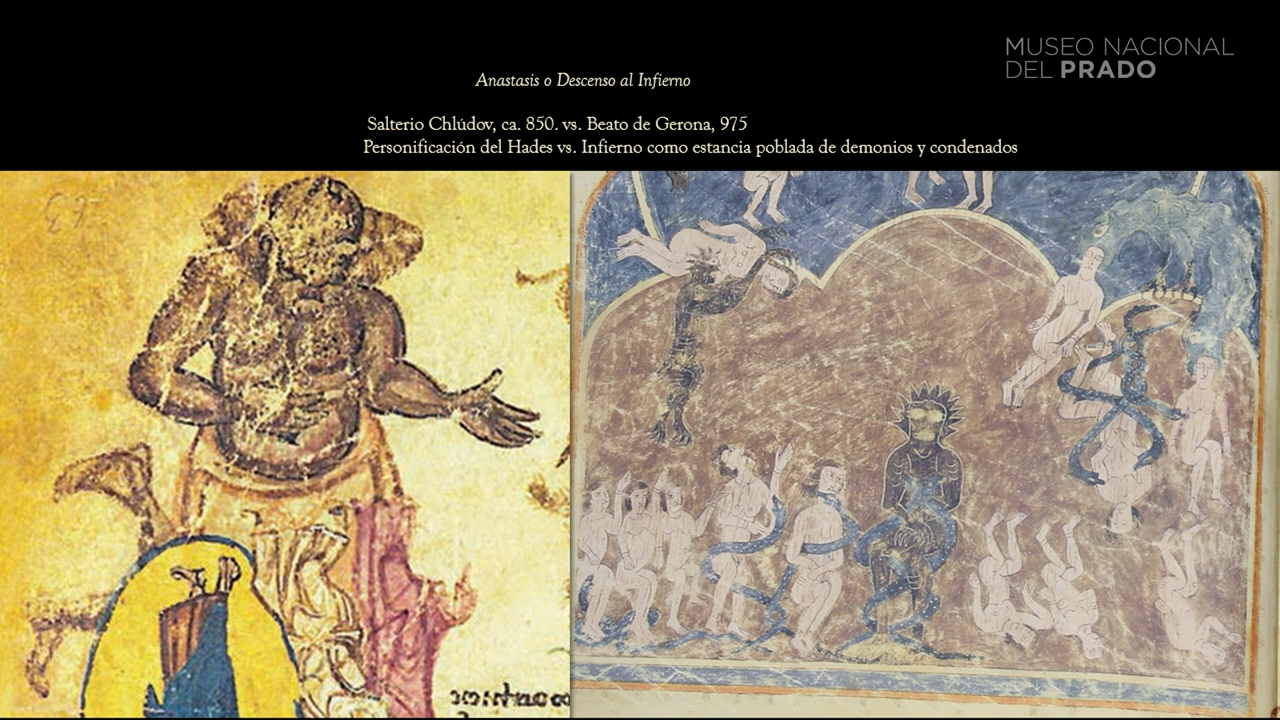 MUSEO NACIONAL
DEL PRADO
Anastasis o Descenso al Infierno
Salterio Chlúdov, ca. 850. vs. Beato de Gerona, 975
Personificación del Hades vs. Infierno como estancia poblada de demonios y condenados